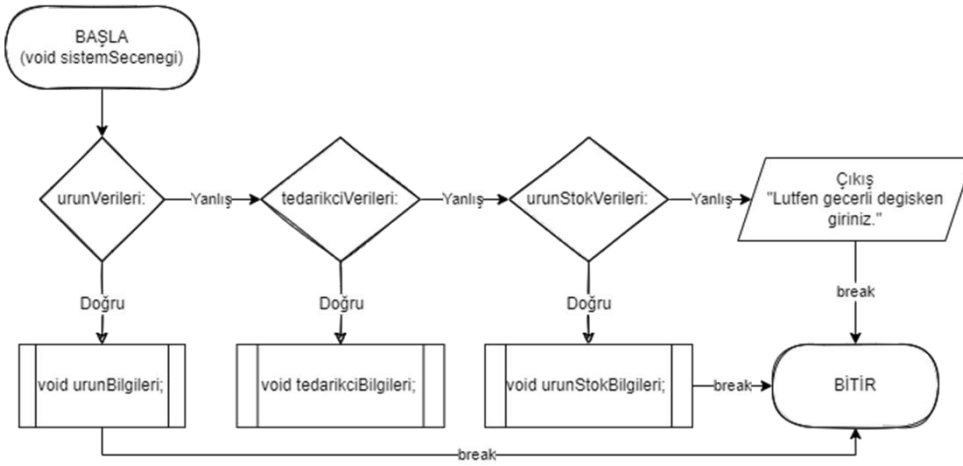 BAŞLA
(void sistemSecenegi)
urunVerileri:
Yanlış
tedarikciVerileri:
Yanlış
urunStokVerileri:
Yanlış
Çıkış
"Lutfen gecerli degisken
giriniz."
Doğru
Doğru
Doğru
break
void urunBilgileri;
void tedarikciBilgileri;
void urunStokBilgileri;
break
BİTİR
break